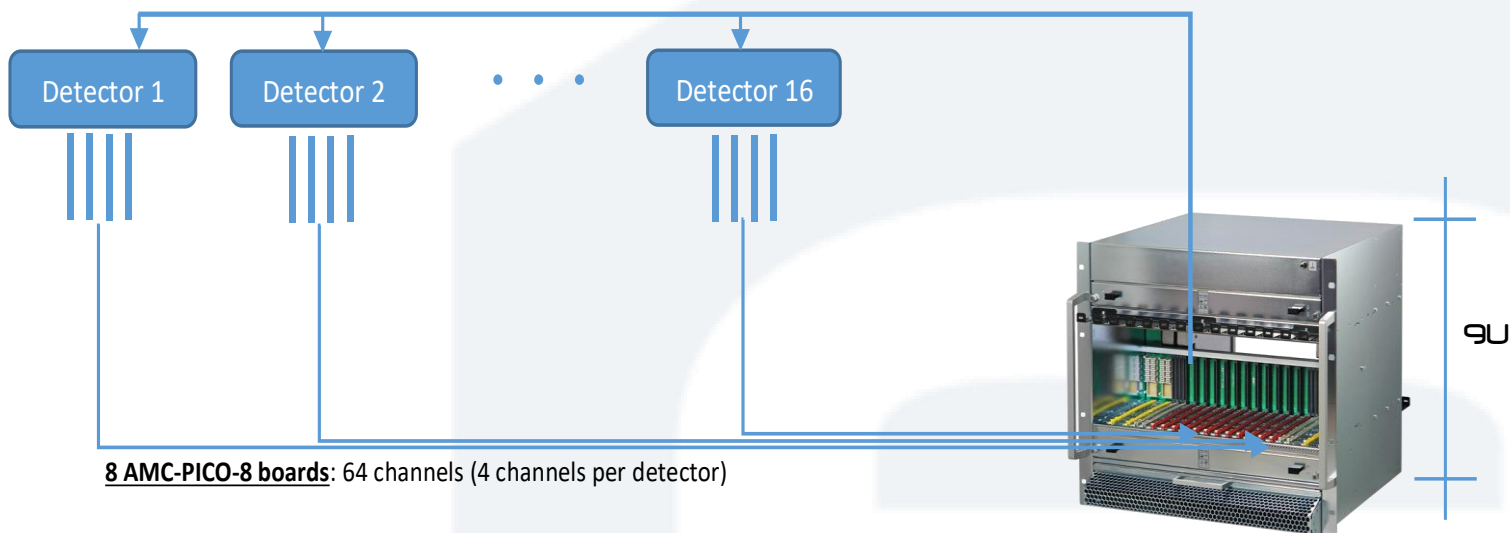 Detector 1
Detector 2
• • •
Detector 16
9U
8 AMC-PICO-8 boards: 64 channels (4 channels per detector)